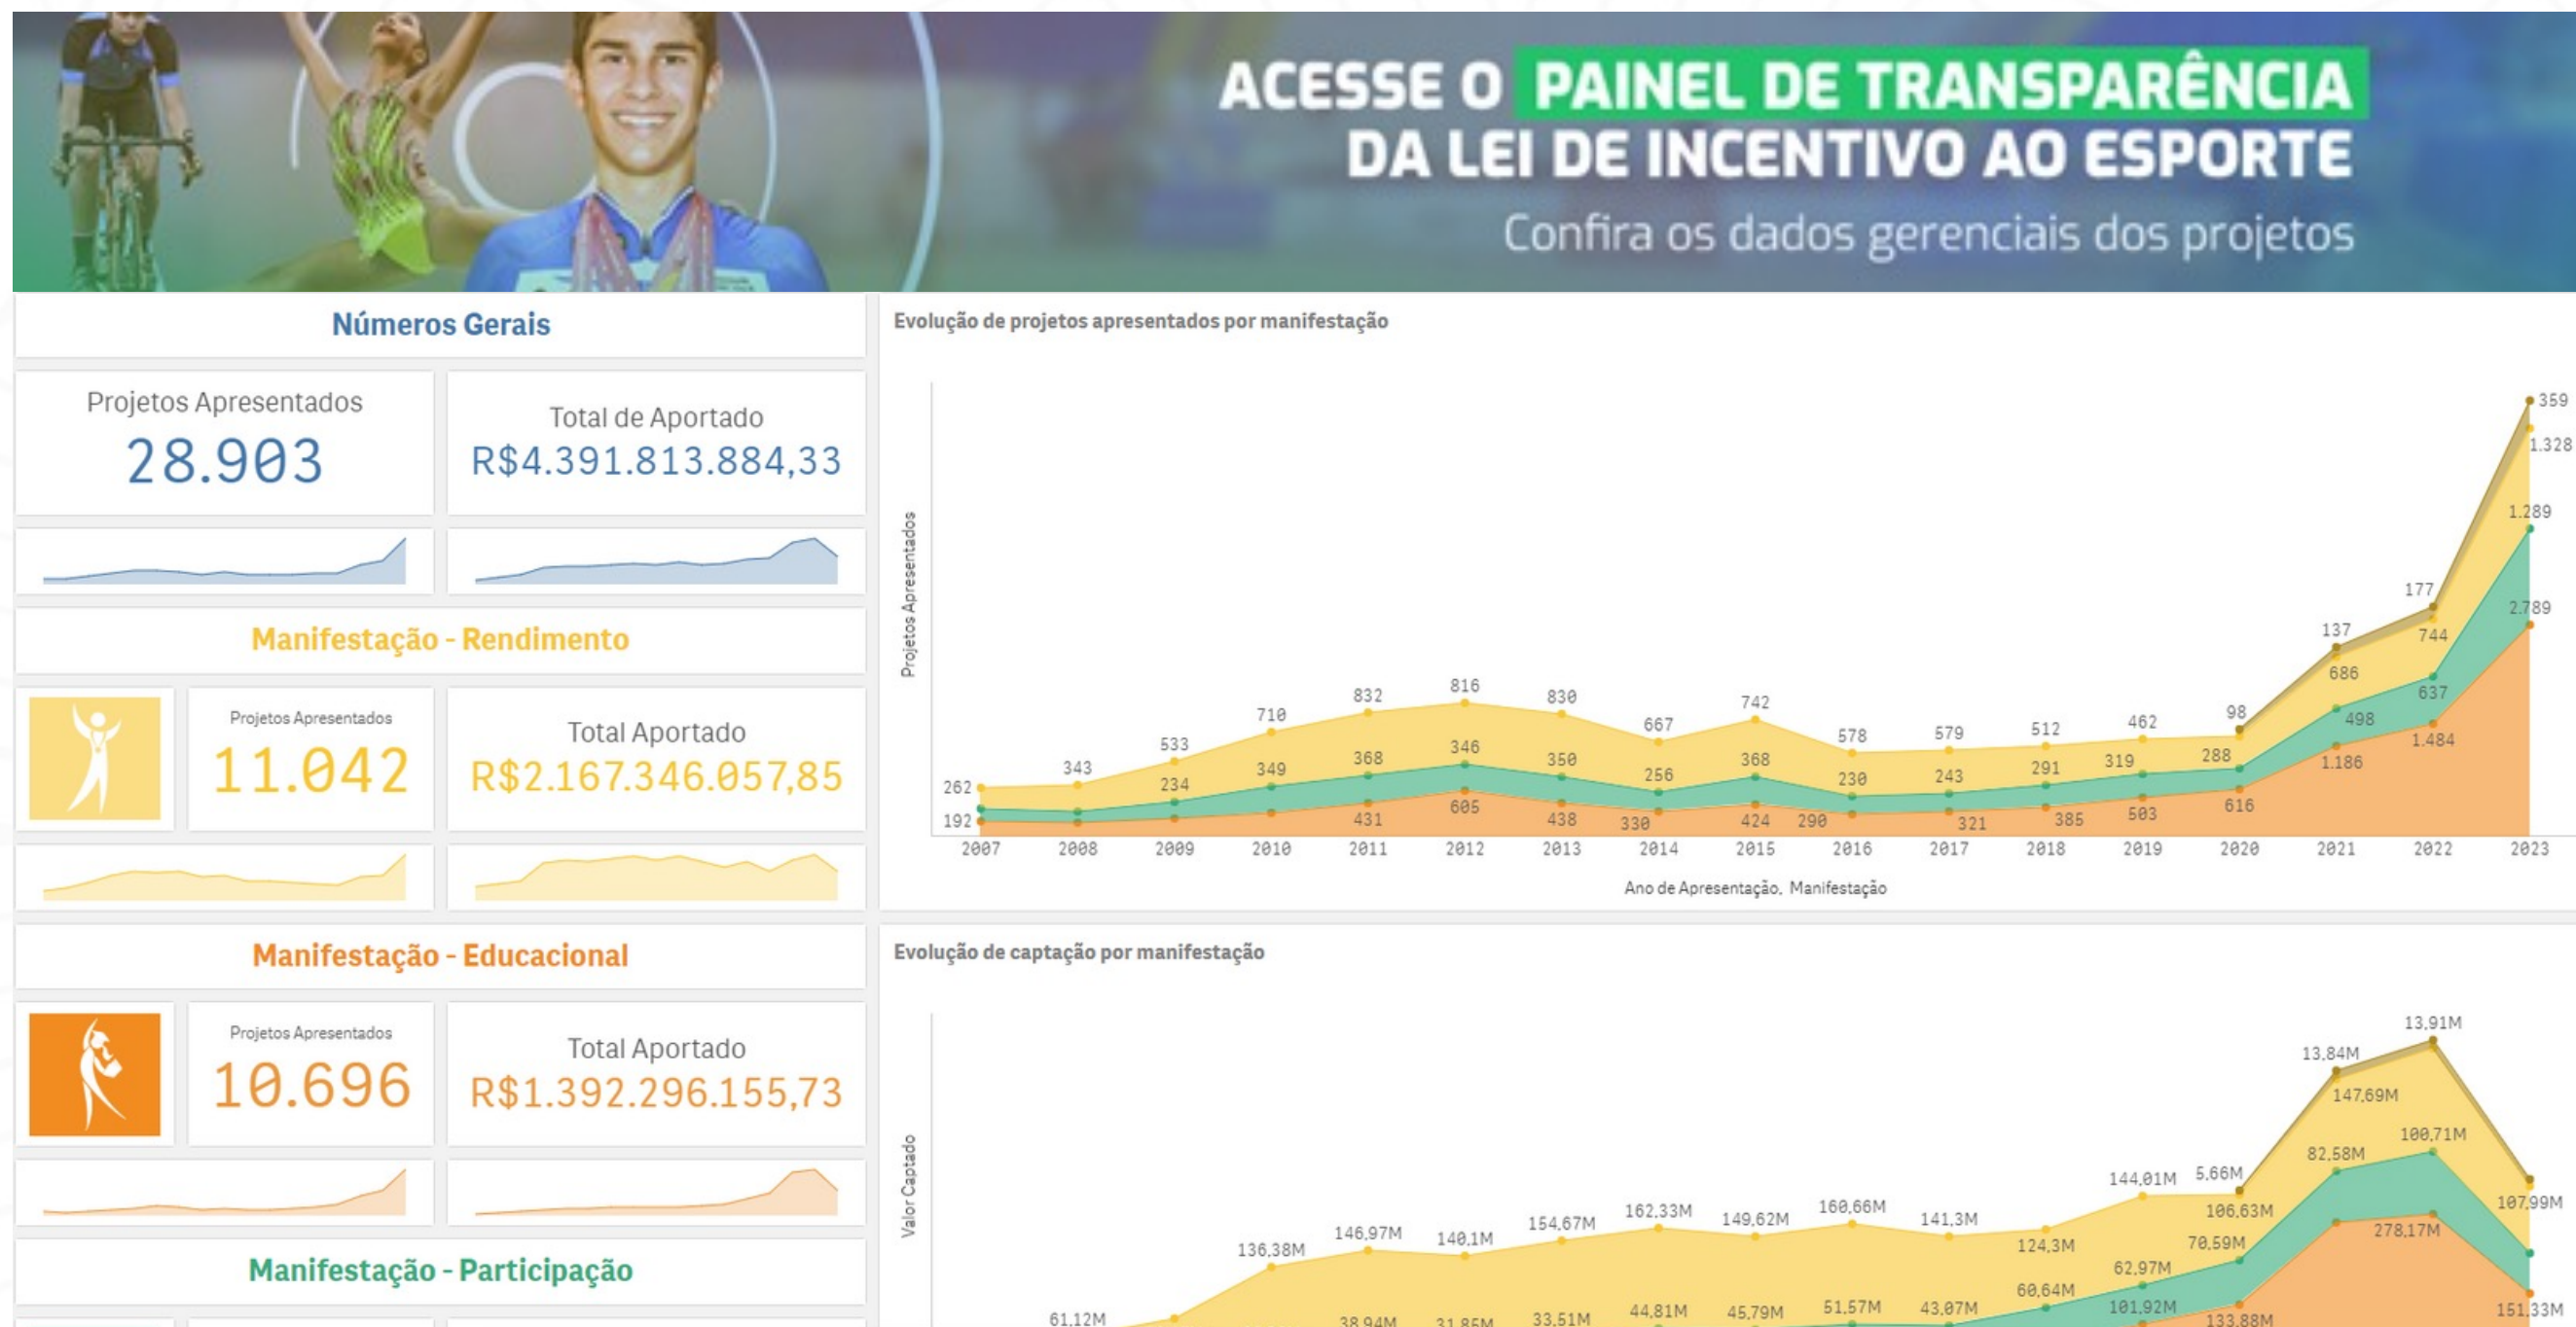 ACESSE O PAINEL DE TRANSPARÊNCIA
DA LEI DE INCENTIVO AO ESPORTE
Confira os dados gerenciais dos projetos
Números Gerais
Projetos Apresentados
28.903
Total de Aportado
R$4.391.813.884,33
Manifestação - Rendimento
Projetos Apresentados
11.042
Total Aportado
R$2.167.346.057,85
Manifestação - Educacional
Projetos Apresentados
10.696
Total Aportado
R$1.392.296.155,73
Manifestação - Participação
Evolução de projetos apresentados por manifestação
Projetos Apresentados
359
1.328
1.289
2.789
177
137
744
686
637
498
1.484
1.186
832 816 830
710 742
667
533 578 579 512 462 98
343
262
368 346 350 368
349 256 291 319 288
234 230 243
192 431 605 438 330 424 290 321 385 503 616
2007 2008 2009 2010 2011 2012 2013 2014 2015 2016 2017 2018 2019 2020 2021 2022 2023
Ano de Apresentação, Manifestação
Evolução de captação por manifestação
Valor Captado
13,91M
13,84M
147,69M
100,71M
82,58M
144,01M 5,66M
136,38M 146,97M 140,1M 154,67M 162,33M 149,62M 160,66M 141,3M 124,3M 106,63M 107,99M
278,17M
70,59M
62,97M
60,64M
61,12M 38,94M 31,85M 33,51M 44,81M 45,79M 51,57M 43,07M 101,92M 133,88M 151,33M